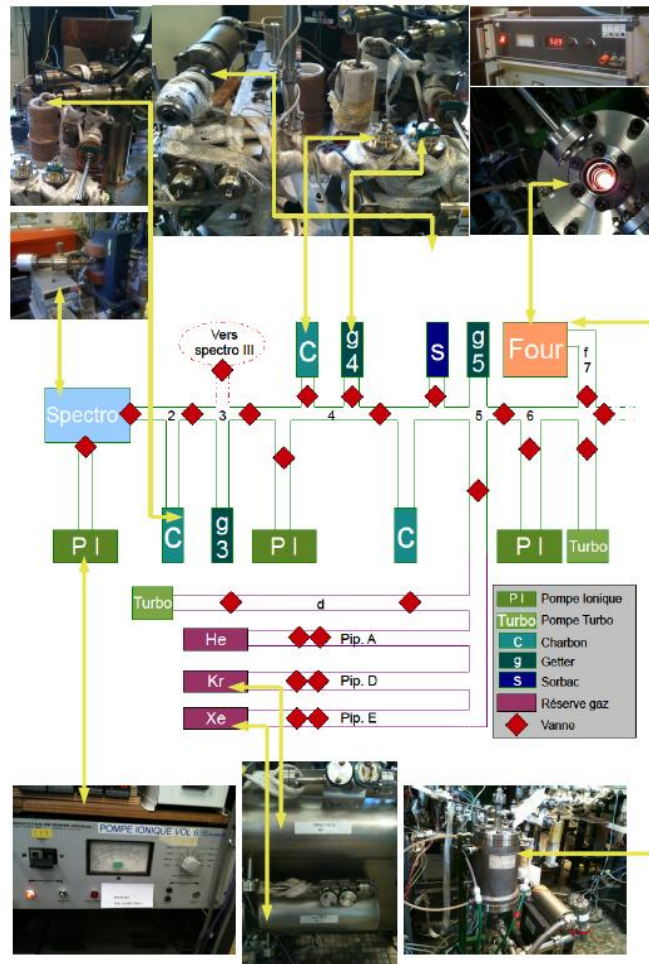 Vers
spectro III
C
g
4
s
g
5
Four
f
7
Spectro
2
3
4
5
6
P I
C
g
3
P I
C
P I
Turbo
Turbo
d
He
Pip. A
Kr
Pip. D
Xe
Pip. E
P I Pompe Ionique
Turbo Pompe Turbo
C Charbon
g Getter
s Sorbac
Réserve gaz
Vanne
POMPE IONIQUE VOL 6